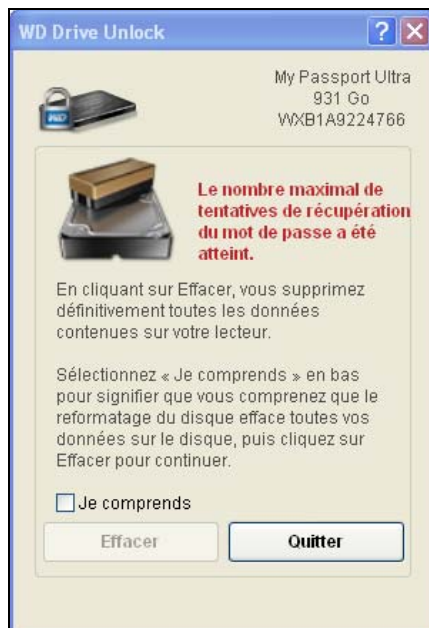 WD Drive Unlock
My Passport Ultra
931 Go
WXB1A9224766
WD
Le nombre maximal de
tentatives de récupération
du mot de passe a été
atteint.
En cliquant sur Effacer, vous supprimez
définitivement toutes les données
contenues sur votre lecteur.
Sélectionnez « Je comprends » en bas
pour signifier que vous comprenez que le
reformatage du disque efface toutes vos
données sur le disque, puis cliquez sur
Effacer pour continuer.
Je comprends
Effacer Quitter